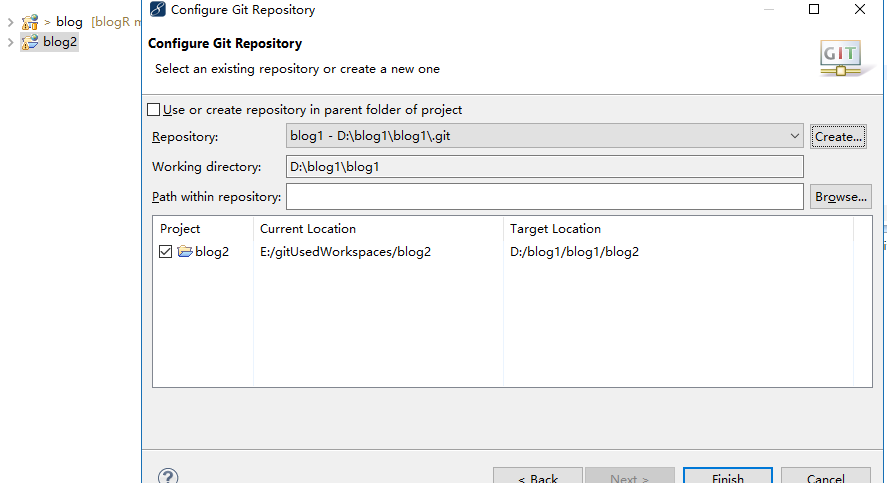 Configure Git Repository
> blog [blogR m
blog2
Configure Git Repository
Select an existing repository or create a new one
GIT
Use or create repository in parent folder of project
Repository: blog1 - D:\blog1\blog1\.git Create...
Working directory: D:\blog1\blog1
Path within repository: Browse...
Project Current Location Target Location
blog2 E:/gitUsedWorkspaces/blog2 D:/blog1/blog1/blog2
? < Back Next > Finish Cancel